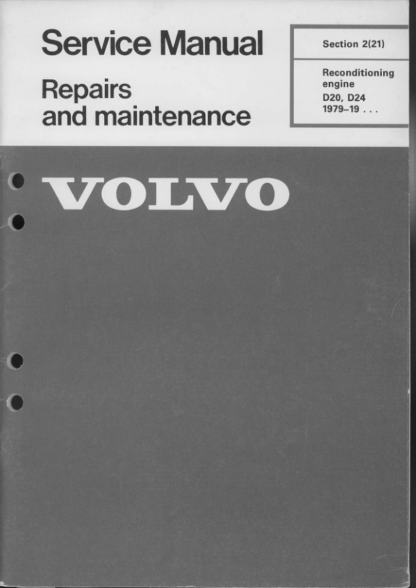 Service Manual
Repairs
and maintenance
Section 2(21)
Reconditioning
engine
D20, D24
1979–19 . . .
VOLVO